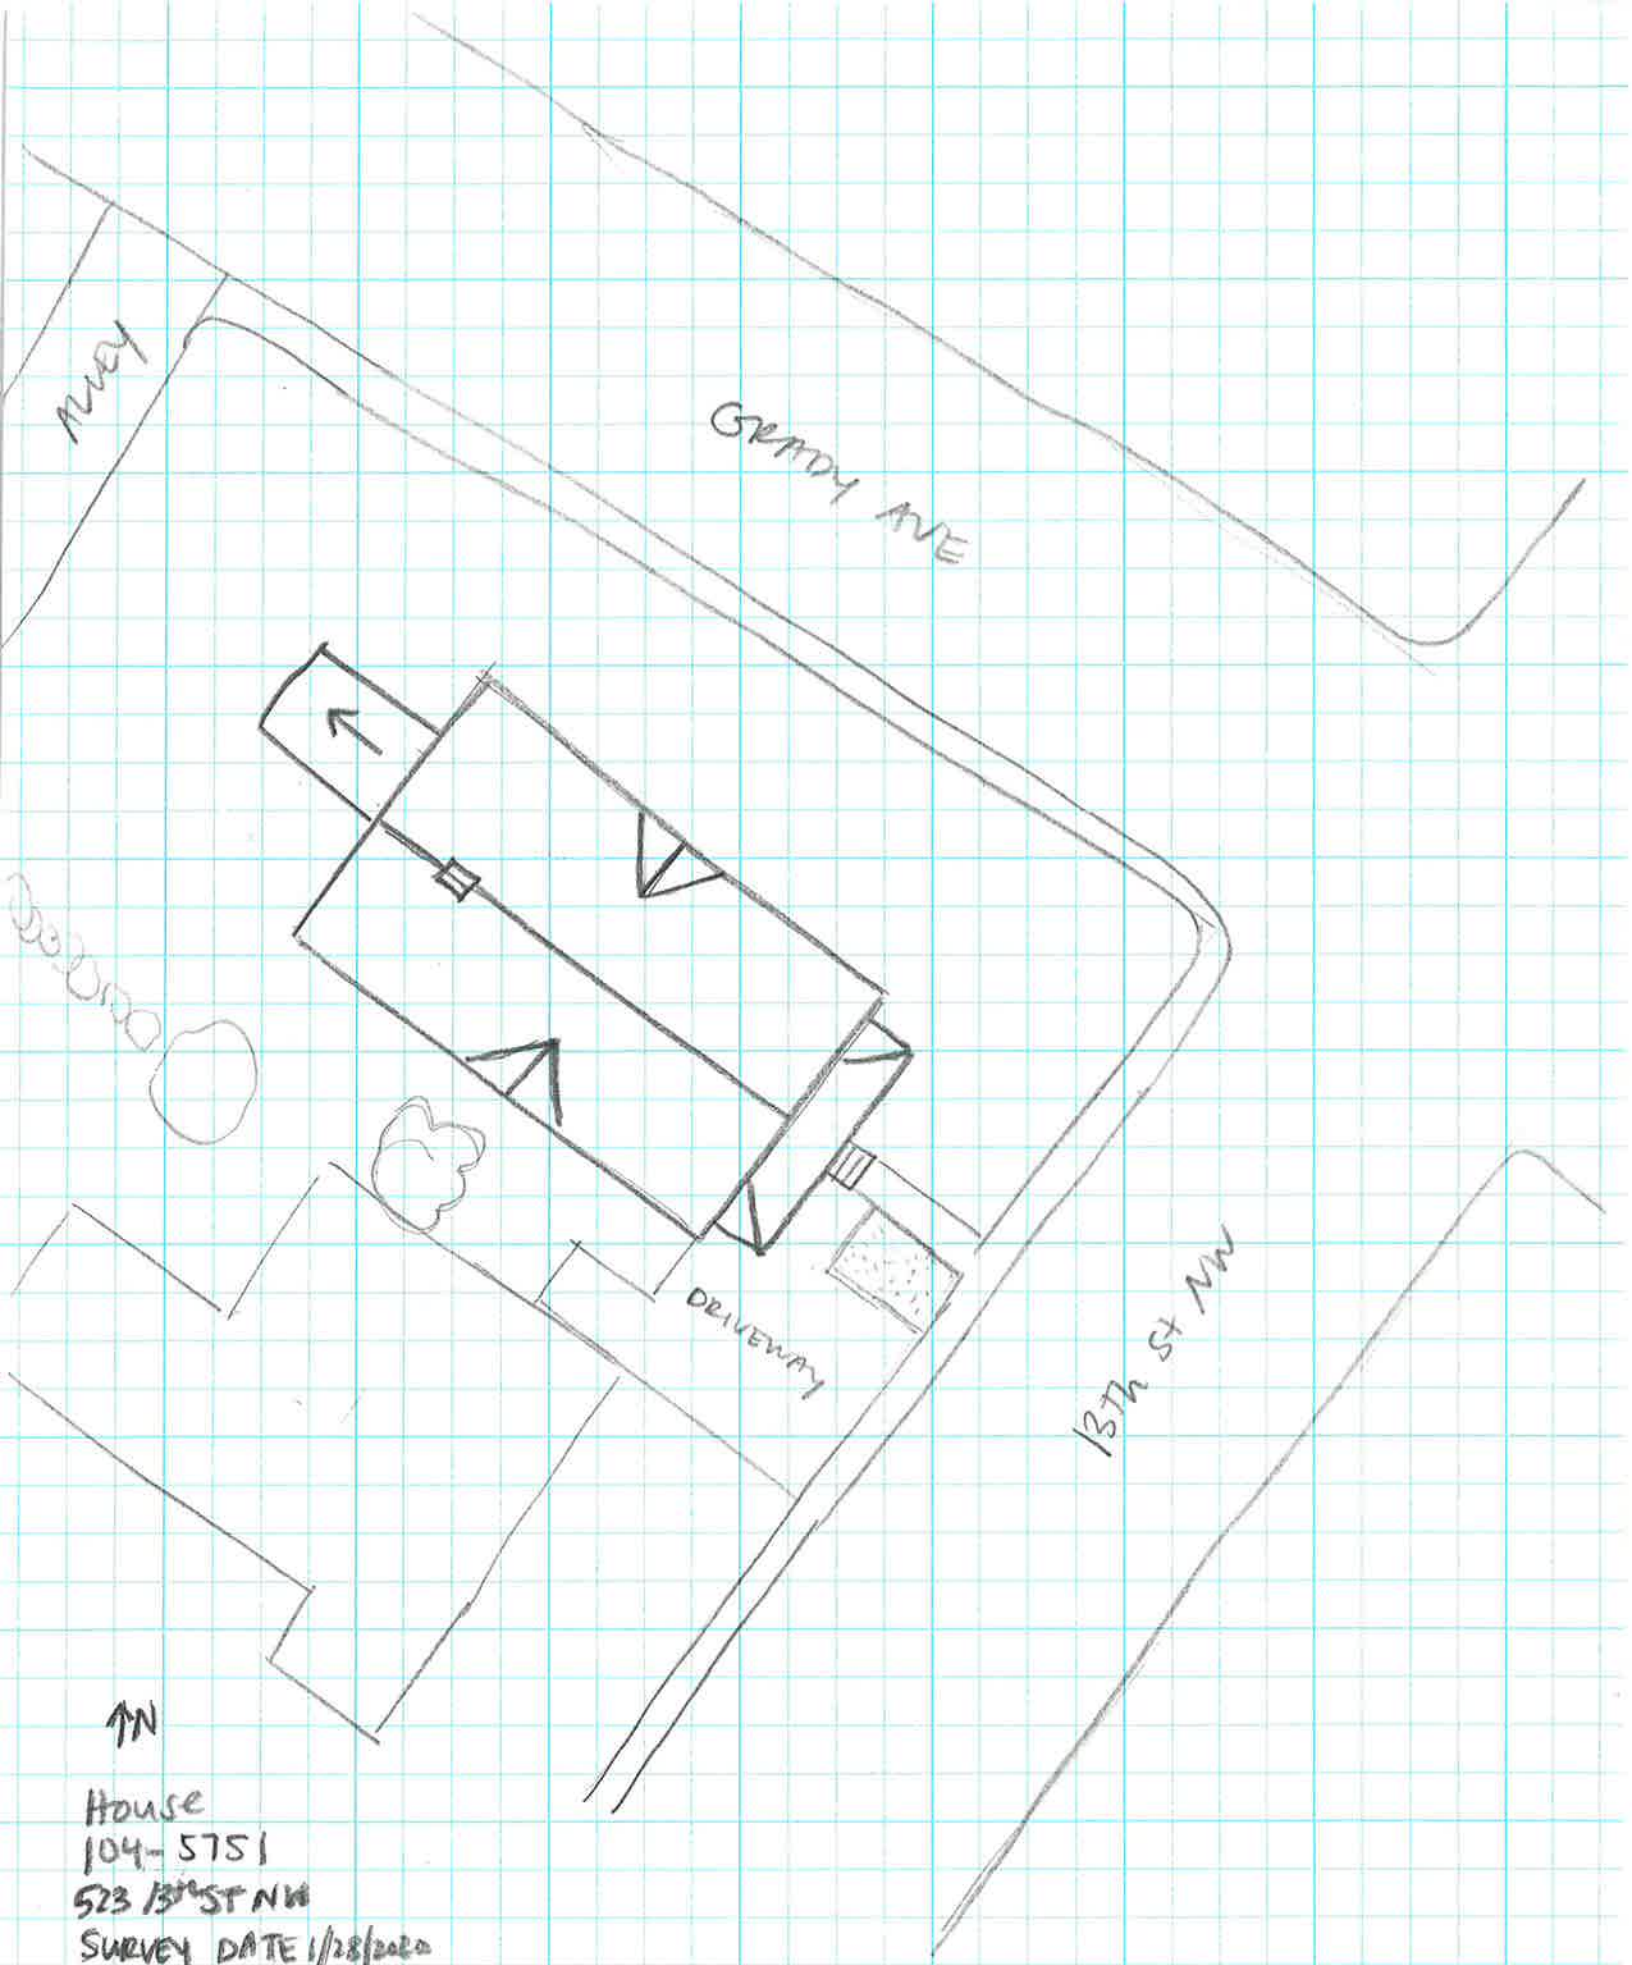 ALLEY
GRADY AVE
DRIVEWAY
13th St NW
N
House
104-5751
523 13th ST NW
SURVEY DATE 1/28/2020